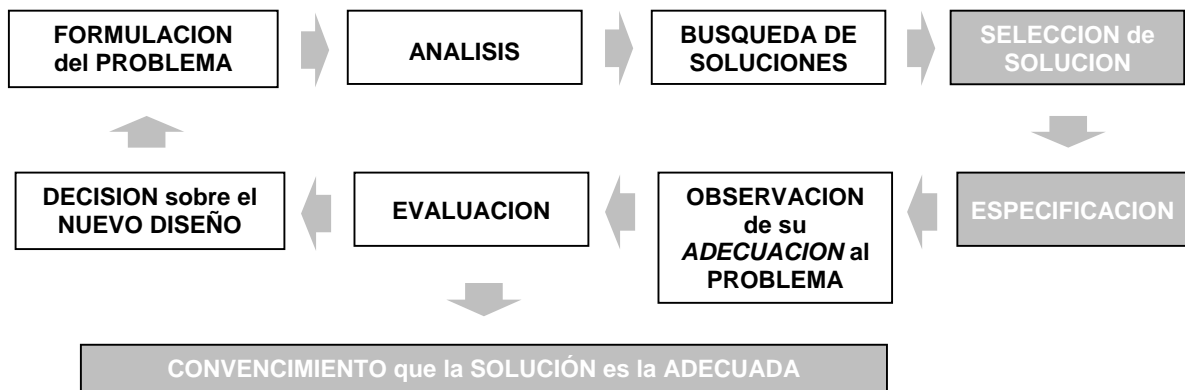 FORMULACION
del PROBLEMA
ANALISIS
BUSQUEDA DE
SOLUCIONES
SELECCION de
SOLUCION
DECISION sobre el
NUEVO DISEÑO
EVALUACION
OBSERVACION
de su
ADECUACION al
PROBLEMA
ESPECIFICACION
CONVENCIMIENTO que la SOLUCIÓN es la ADECUADA